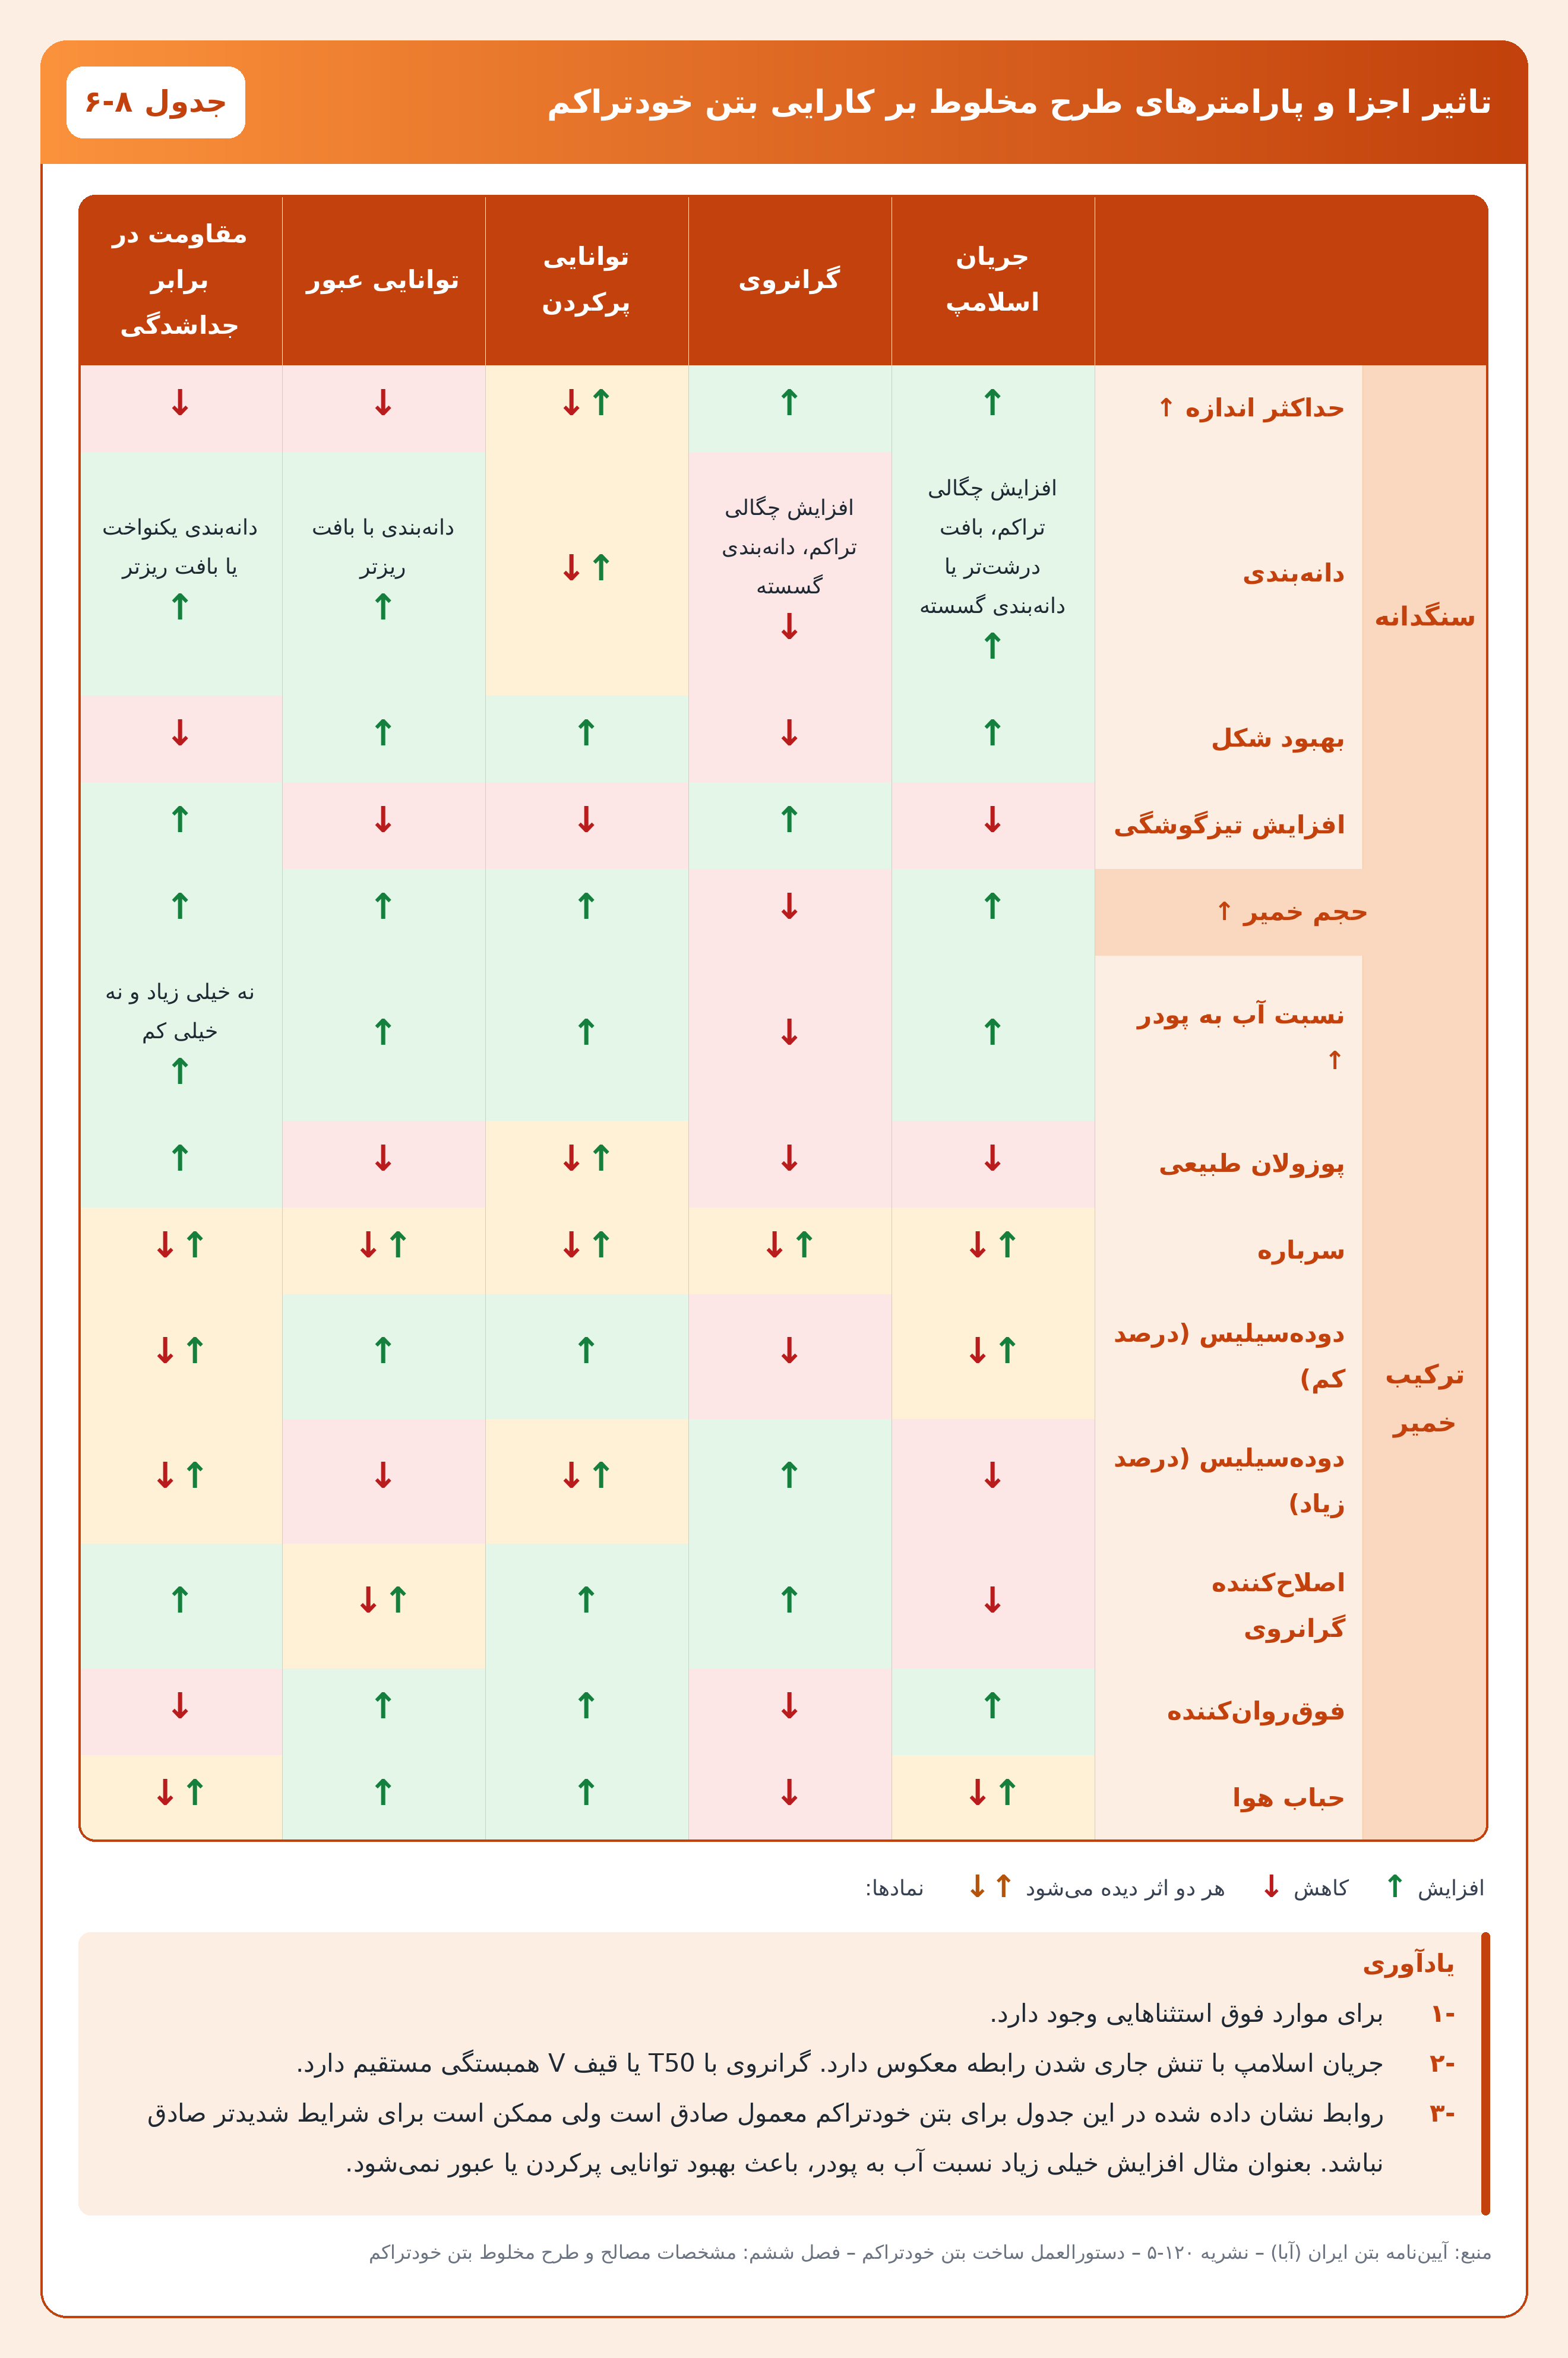 تاثیر اجزا و پارامترهای طرح مخلوط بر کارایی بتن خودتراکم
جدول ۸-۶
جریان
اسلامپ
گرانروی
توانایی
پرکردن
توانایی عبور
مقاومت در
برابر
جداشدگی
سنگدانه
حداکثر اندازه ↑
↑
↑
↑↓
↓
↓
دانه‌بندی
افزایش چگالی
تراکم، بافت
درشت‌تر یا
دانه‌بندی گسسته
↑
افزایش چگالی
تراکم، دانه‌بندی
گسسته
↓
↑↓
دانه‌بندی با بافت
ریزتر
↑
دانه‌بندی یکنواخت
یا بافت ریزتر
↑
بهبود شکل
↑
↓
↑
↑
↓
افزایش تیزگوشگی
↓
↑
↓
↓
↑
حجم خمیر ↑
↑
↓
↑
↑
↑
ترکیب
خمیر
نسبت آب به پودر
↑
↑
↓
↑
↑
نه خیلی زیاد و نه
خیلی کم
↑
پوزولان طبیعی
↓
↓
↑↓
↓
↑
سرباره
↑↓
↑↓
↑↓
↑↓
↑↓
دوده‌سیلیس (درصد
کم)
↑↓
↓
↑
↑
↑↓
دوده‌سیلیس (درصد
زیاد)
↓
↑
↑↓
↓
↑↓
اصلاح‌کننده
گرانروی
↓
↑
↑
↑↓
↑
فوق‌روان‌کننده
↑
↓
↑
↑
↓
حباب هوا
↑↓
↓
↑
↑
↑↓
افزایش ↑ کاهش ↓ هر دو اثر دیده می‌شود ↑↓ نمادها:
یادآوری
۱- برای موارد فوق استثناهایی وجود دارد.
۲- جریان اسلامپ با تنش جاری شدن رابطه معکوس دارد. گرانروی با T50 یا قیف V همبستگی مستقیم دارد.
۳- روابط نشان داده شده در این جدول برای بتن خودتراکم معمول صادق است ولی ممکن است برای شرایط شدیدتر صادق
نباشد. بعنوان مثال افزایش خیلی زیاد نسبت آب به پودر، باعث بهبود توانایی پرکردن یا عبور نمی‌شود.
منبع: آیین‌نامه بتن ایران (آبا) – نشریه ۱۲۰-۵ – دستورالعمل ساخت بتن خودتراکم – فصل ششم: مشخصات مصالح و طرح مخلوط بتن خودتراکم